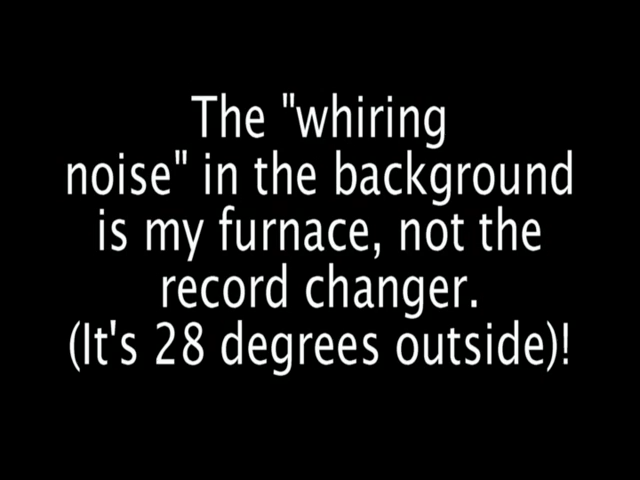 The "whiring
noise" in the background
is my furnace, not the
record changer.
(It's 28 degrees outside)!